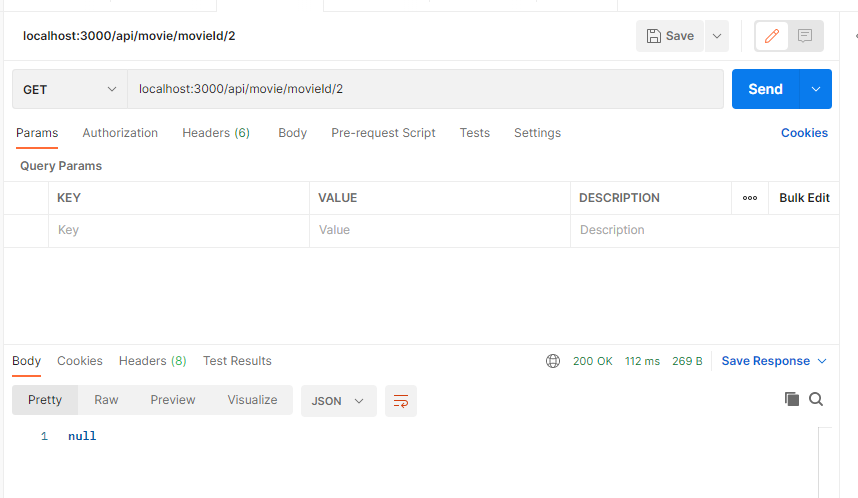 localhost:3000/api/movie/movieId/2 Save
GET localhost:3000/api/movie/movieId/2 Send
Params Authorization Headers (6) Body Pre-request Script Tests Settings Cookies
Query Params
KEY VALUE DESCRIPTION ooo Bulk Edit
Key Value Description
Body Cookies Headers (8) Test Results 200 OK 112 ms 269 B Save Response
Pretty Raw Preview Visualize JSON
1 null